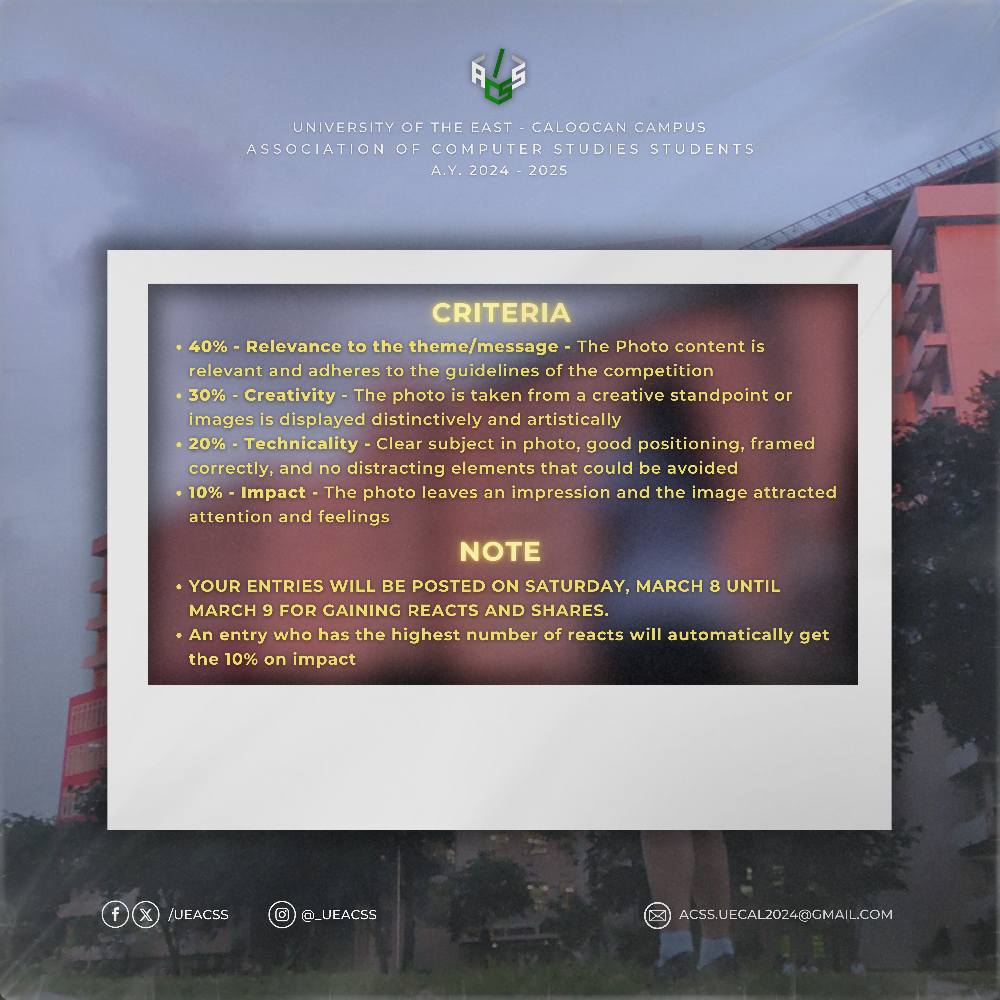 A / S
CS
UNIVERSITY OF THE EAST - CALOOCAN CAMPUS
ASSOCIATION OF COMPUTER STUDIES STUDENTS
A.Y. 2024 - 2025
CRITERIA
• 40% - Relevance to the theme/message - The Photo content is
relevant and adheres to the guidelines of the competition
• 30% - Creativity - The photo is taken from a creative standpoint or
images is displayed distinctively and artistically
• 20% - Technicality - Clear subject in photo, good positioning, framed
correctly, and no distracting elements that could be avoided
• 10% - Impact - The photo leaves an impression and the image attracted
attention and feelings
NOTE
• YOUR ENTRIES WILL BE POSTED ON SATURDAY, MARCH 8 UNTIL
MARCH 9 FOR GAINING REACTS AND SHARES.
• An entry who has the highest number of reacts will automatically get
the 10% on impact
/UEACSS
@_UEACSS
ACSS.UECAL2024@GMAIL.COM